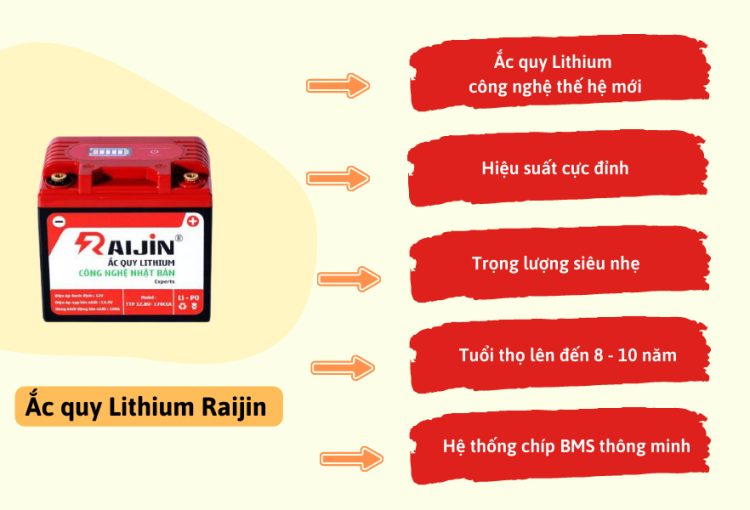 Ắc quy Lithium
công nghệ thế hệ mới
Hiệu suất cực đỉnh
Trọng lượng siêu nhẹ
Tuổi thọ lên đến 8 - 10 năm
Hệ thống chíp BMS thông minh
RAIJIN®
ẮC QUY LITHIUM
CÔNG NGHỆ NHẬT BẢN
Experts
Model:
LI - PO
Ắc quy Lithium Raijin